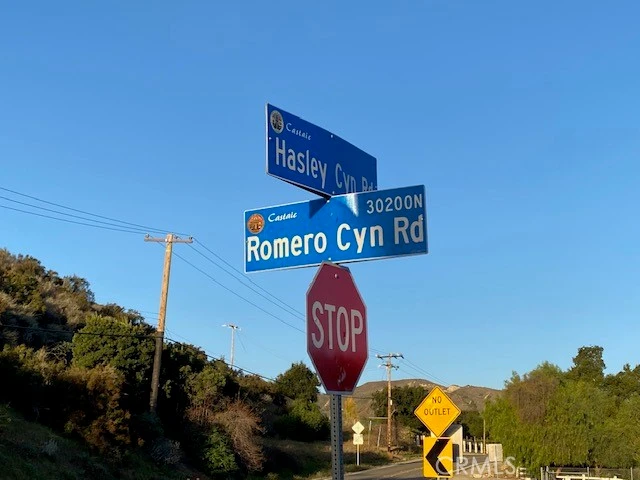 Castaic
Hasley Cyn Rd
30200N
Castaic
Romero Cyn Rd
STOP
NO
OUTLET
CRMLS